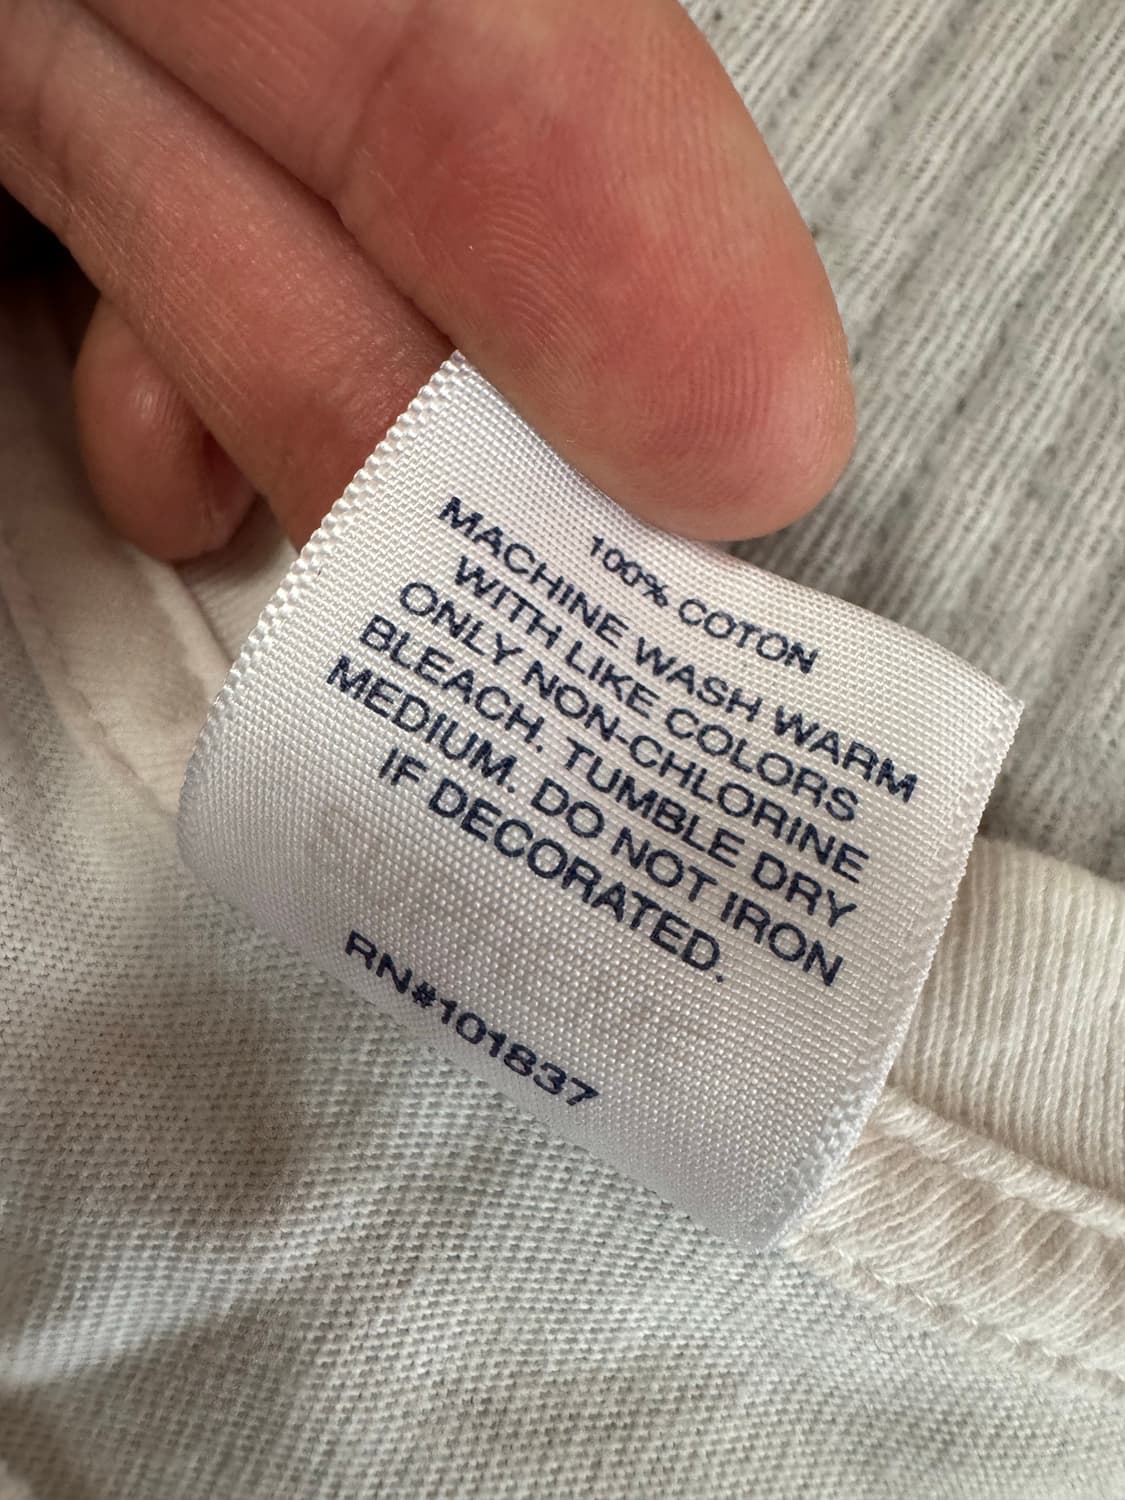 100% COTON
MACHINE WASH WARM
WITH LIKE COLORS
ONLY NON-CHLORINE
BLEACH. TUMBLE DRY
MEDIUM. DO NOT IRON
IF DECORATED.
RN#101837